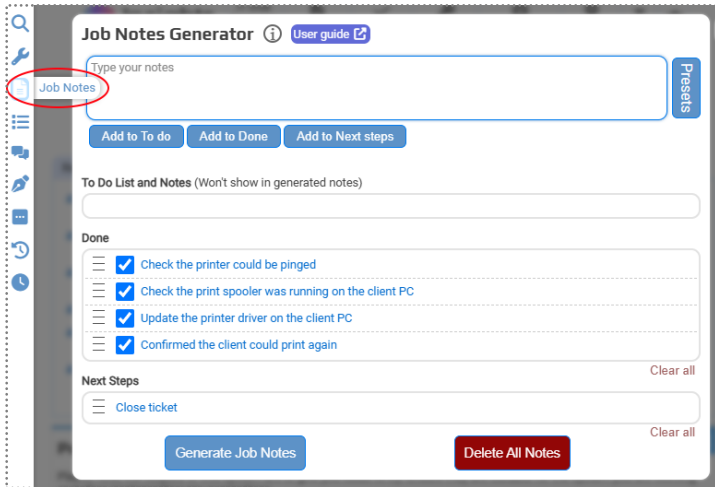 Job Notes Generator
User guide
Job Notes
Type your notes
Presets
Add to To do
Add to Done
Add to Next steps
To Do List and Notes (Won't show in generated notes)
Done
Check the printer could be pinged
Check the print spooler was running on the client PC
Update the printer driver on the client PC
Confirmed the client could print again
Clear all
Next Steps
Close ticket
Clear all
Generate Job Notes
Delete All Notes